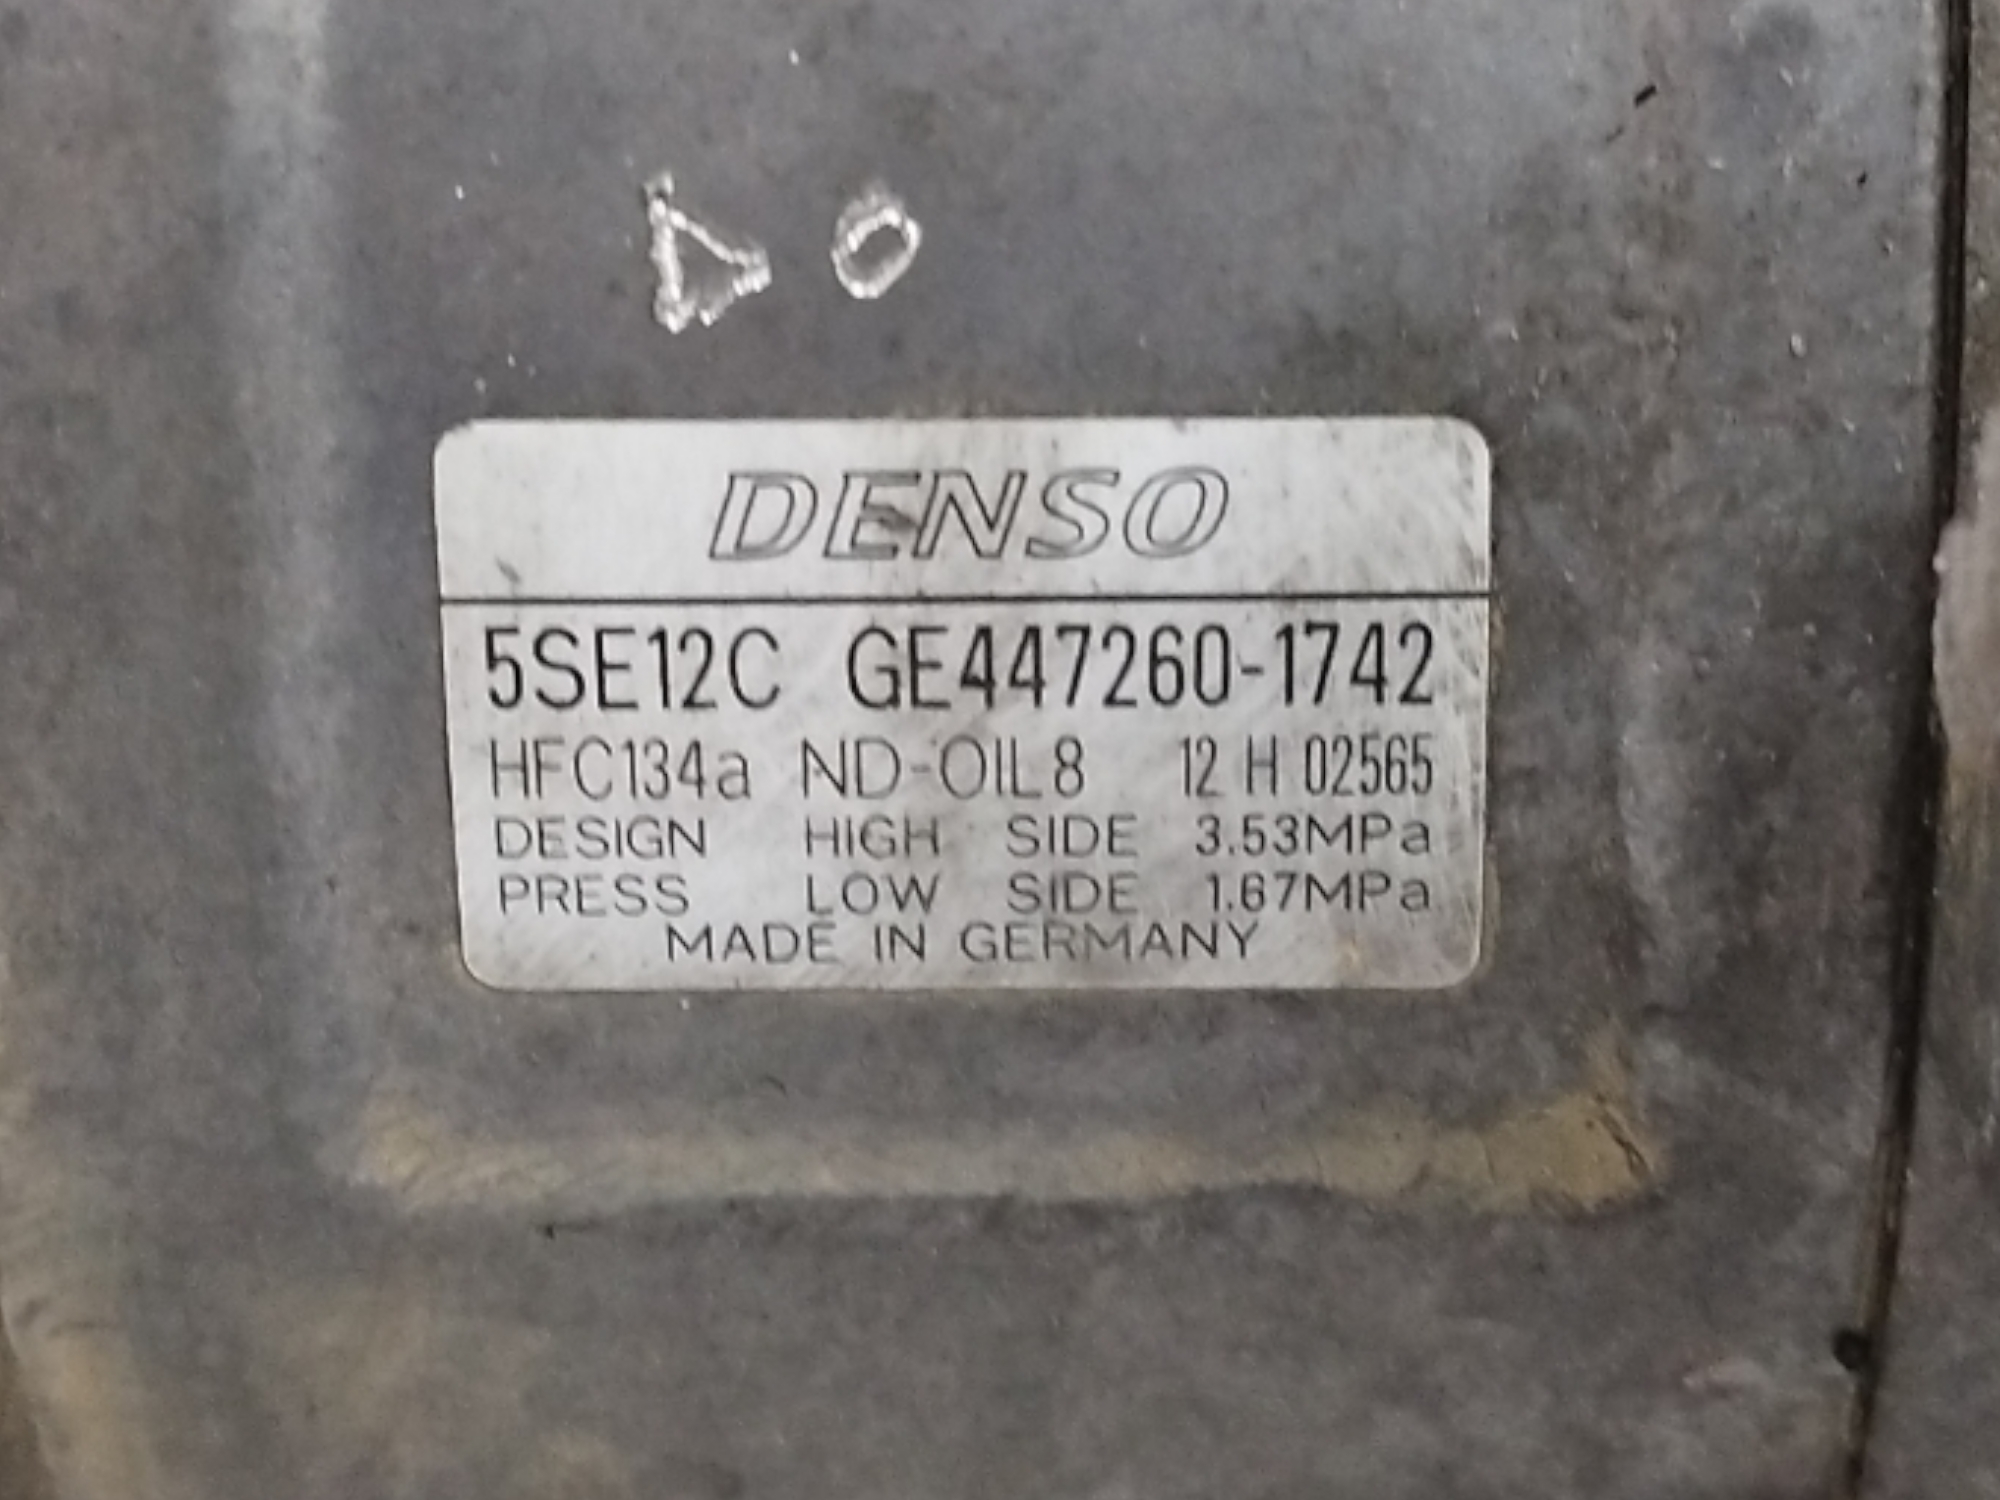 DENSO
5SE12C GE447260-1742
HFC134a ND-OIL8 12 H 02565
DESIGN HIGH SIDE 3.53MPa
PRESS LOW SIDE 1.67MPa
MADE IN GERMANY